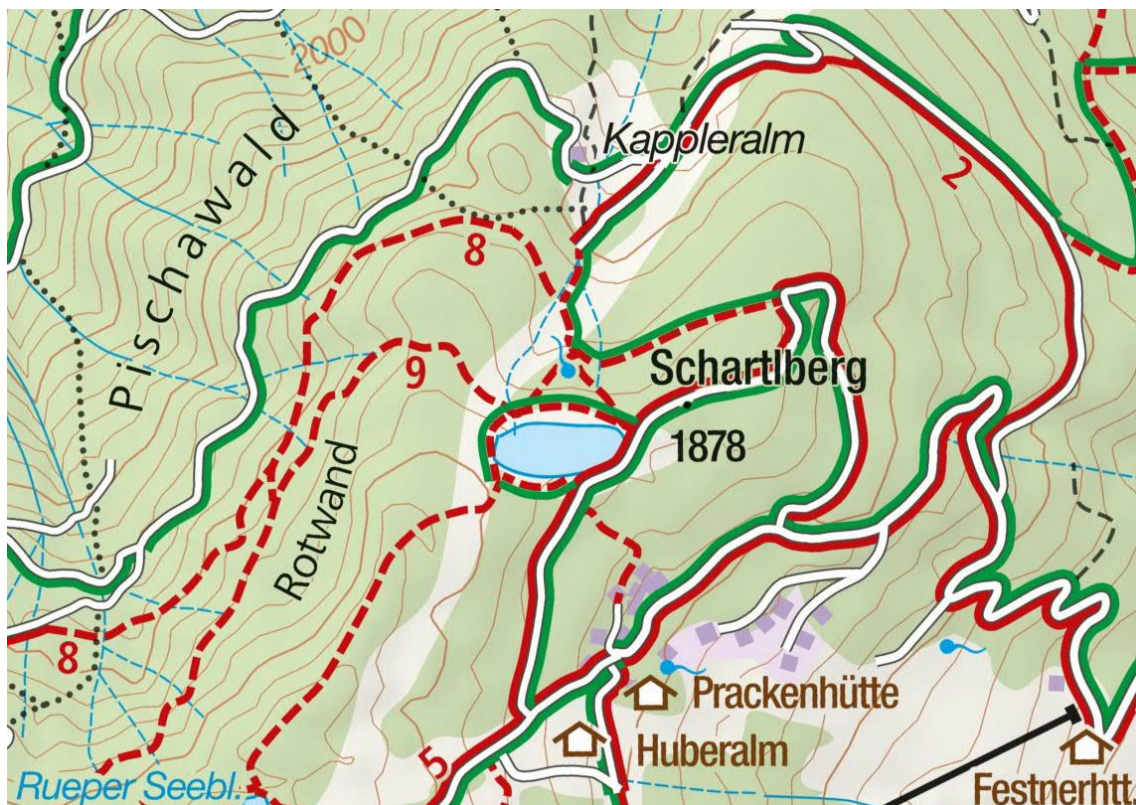 2000
Pischawald
Kappleralm
2
8
9
Schartlberg
1878
Rotwand
8
Prackenhütte
5
Huberalm
Rueper Seebl.
Festnerhtt